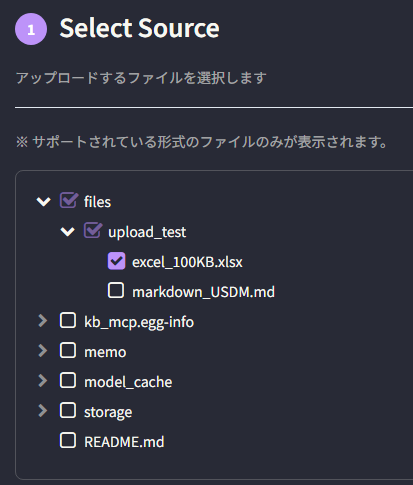 1 Select Source
アップロードするファイルを選択します
※ サポートされている形式のファイルのみが表示されます。
files
upload_test
excel_100KB.xlsx
markdown_USDM.md
kb_mcp.egg-info
memo
model_cache
storage
README.md